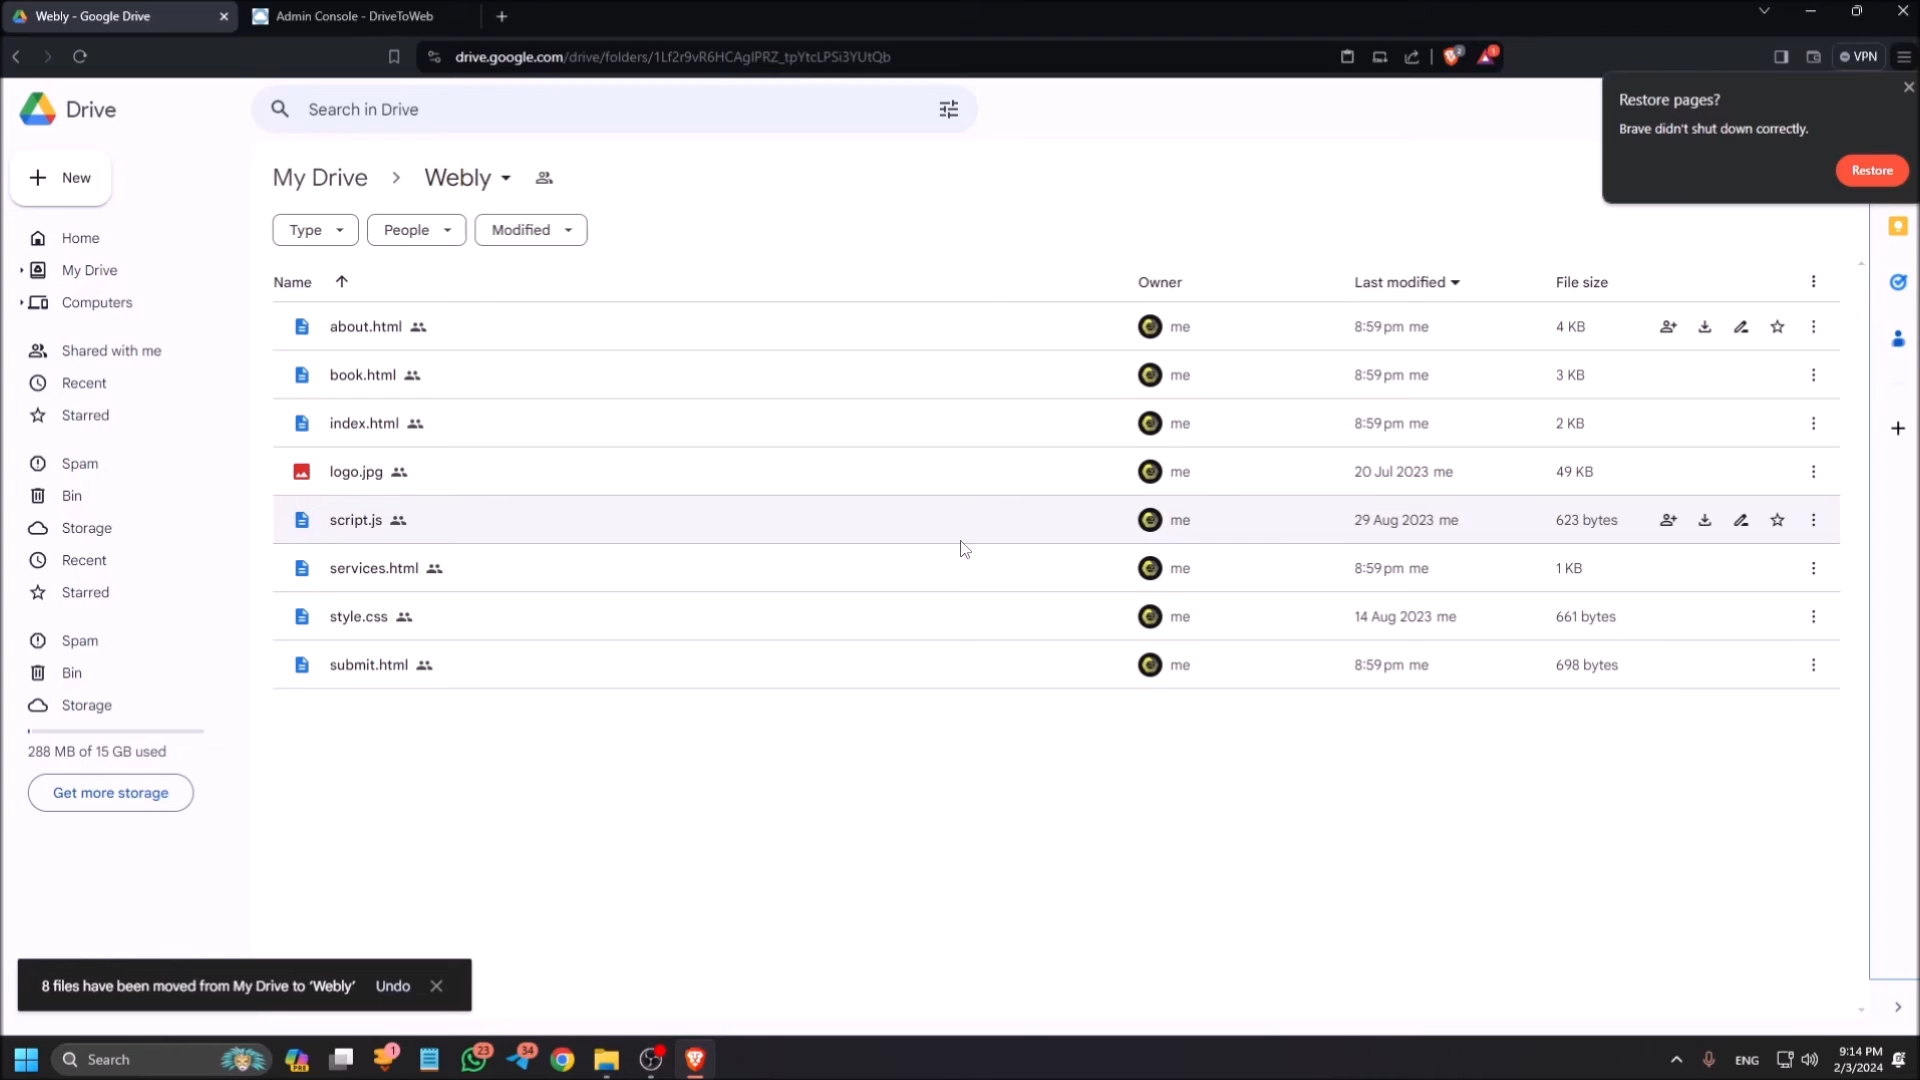 Webly - Google Drive
Admin Console - DriveToWeb
drive.google.com/drive/folders/1Lf2r9vR6HCAgIPRZ_tpYtcLPSi3YUtQb
2
1
VPN
Drive
Search in Drive
Restore pages?
Brave didn't shut down correctly.
Restore
New
My Drive > Webly
Type
People
Modified
Home
My Drive
Computers
Shared with me
Recent
Starred
Spam
Bin
Storage
Recent
Starred
Spam
Bin
Storage
288 MB of 15 GB used
Get more storage
Name Owner Last modified File size
about.html me 8:59 pm me 4 KB
book.html me 8:59 pm me 3 KB
index.html me 8:59 pm me 2 KB
logo.jpg me 20 Jul 2023 me 49 KB
script.js me 29 Aug 2023 me 623 bytes
services.html me 8:59 pm me 1 KB
style.css me 14 Aug 2023 me 661 bytes
submit.html me 8:59 pm me 698 bytes
8 files have been moved from My Drive to ‘Webly’ Undo
Search
PRE
1
23
34
ENG
9:14 PM
2/3/2024